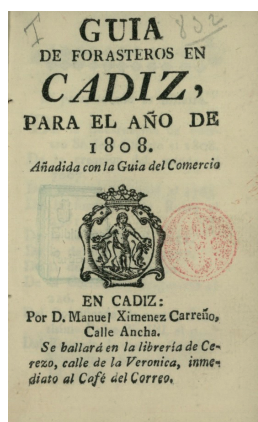 GUIA
DE FORASTEROS EN
CADIZ,
PARA EL AÑO DE
1808.
Añadida con la Guia del Comercio
EN CADIZ:
Por D. Manuel Ximenez Carreño,
Calle Ancha.
Se hallará en la libreria de Ce-
rezo, calle de la Veronica, inme-
diato al Café del Correo.